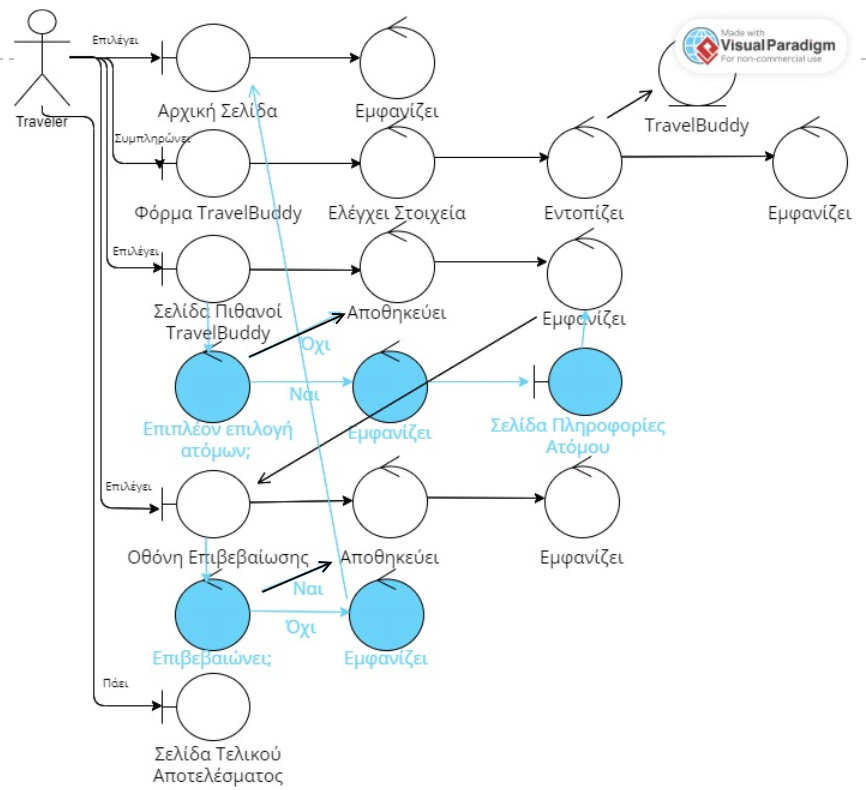 Made with
VisualParadigm
For non-commercial use
Επιλέγει
Traveler
Αρχική Σελίδα
Εμφανίζει
TravelBuddy
Συμπληρώνει
Φόρμα TravelBuddy
Ελέγχει Στοιχεία
Εντοπίζει
Εμφανίζει
Επιλέγει
Σελίδα Πιθανοί
TravelBuddy
Αποθηκεύει
Εμφανίζει
Όχι
Ναι
Επιπλέον επιλογή
ατόμων;
Εμφανίζει
Σελίδα Πληροφορίες
Ατόμου
Επιλέγει
Οθόνη Επιβεβαίωσης
Αποθηκεύει
Εμφανίζει
Ναι
Όχι
Επιβεβαιώνει;
Εμφανίζει
Πάει
Σελίδα Τελικού
Αποτελέσματος